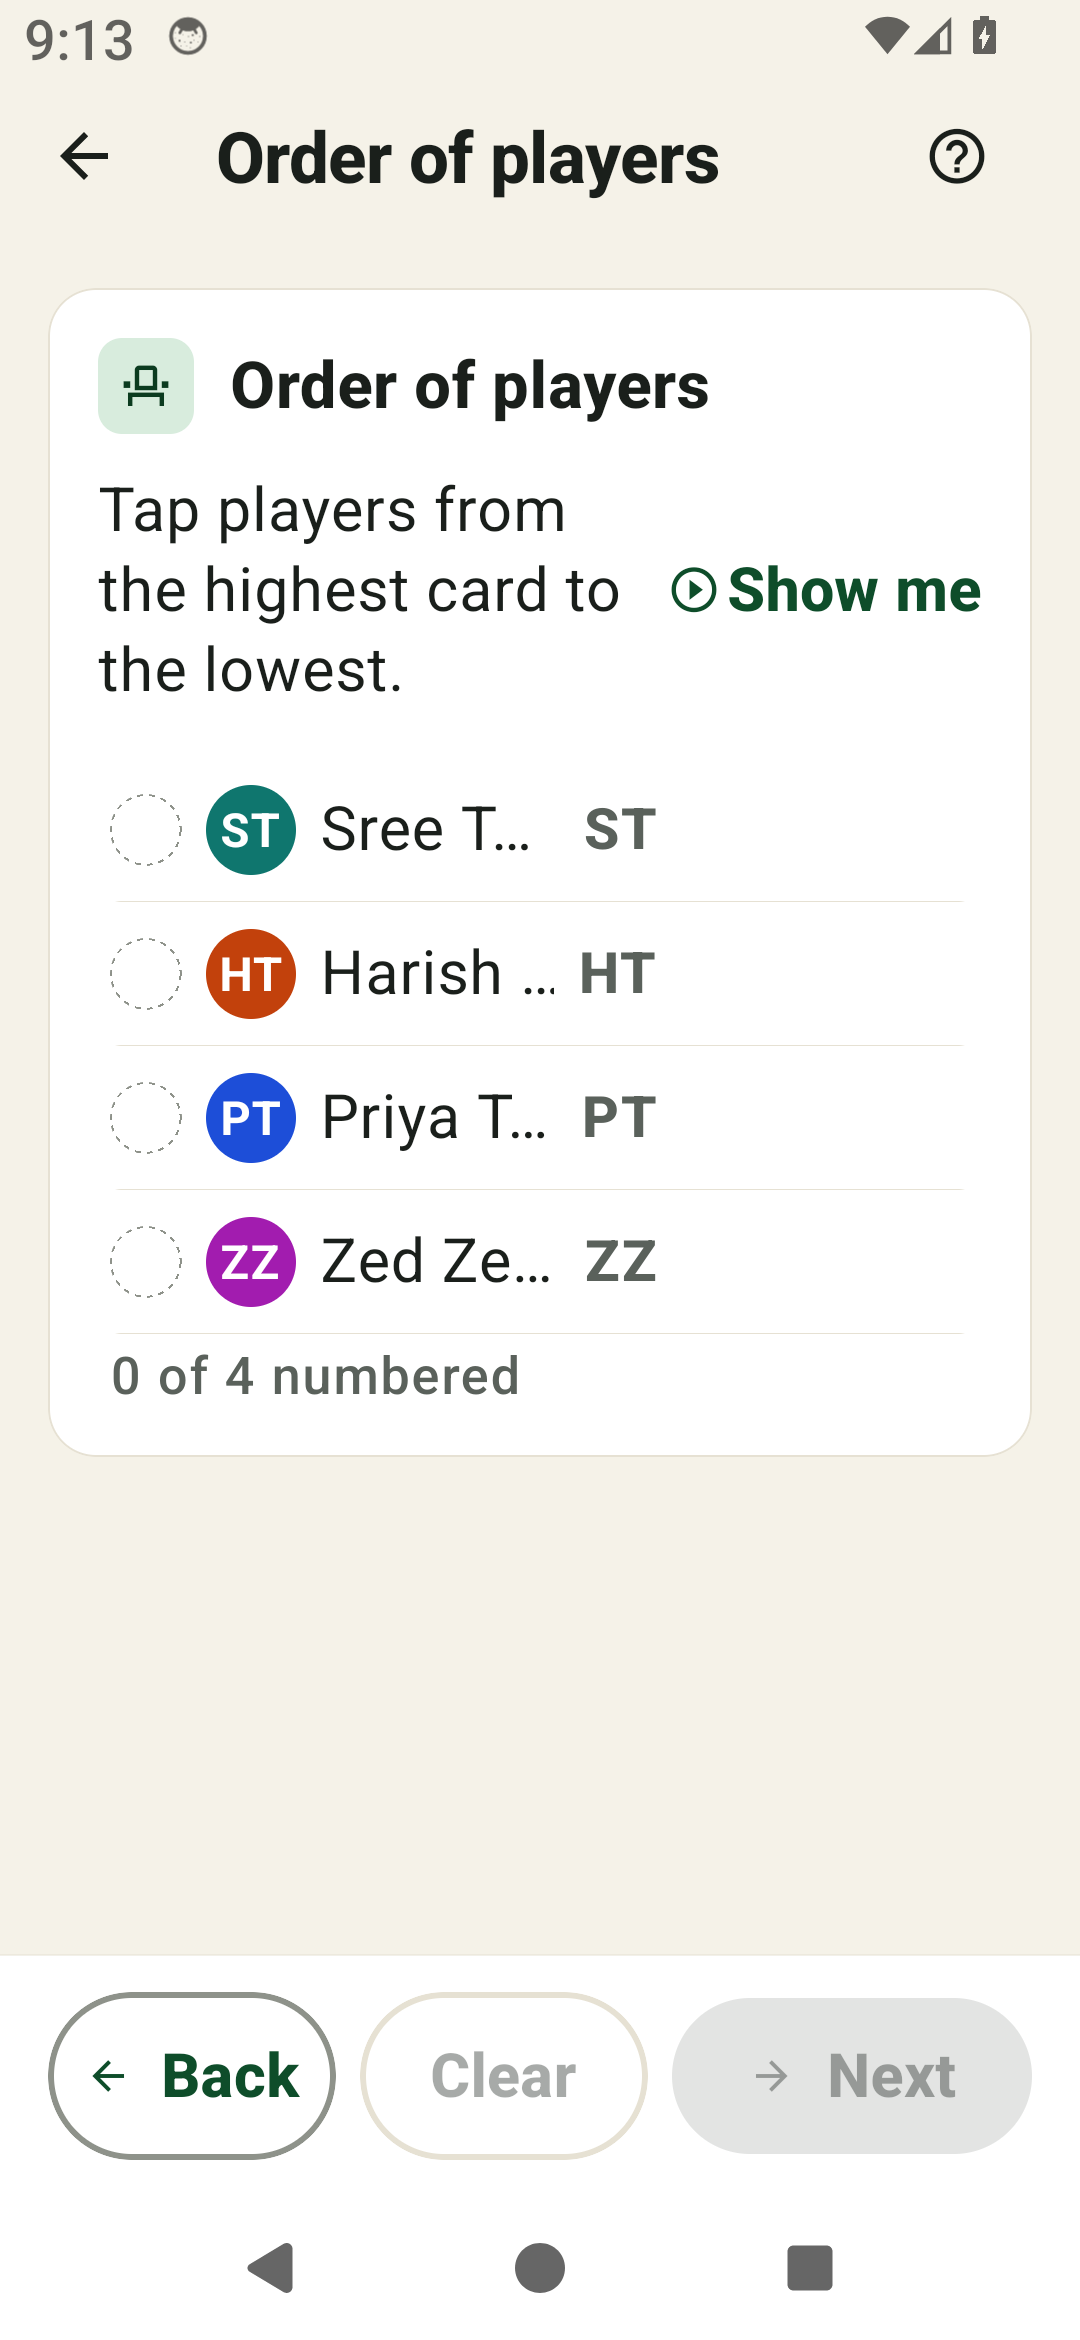 9:13
Order of players
Order of players
Tap players from
the highest card to
the lowest.
Show me
ST Sree T... ST
HT Harish ... HT
PT Priya T... PT
ZZ Zed Ze... ZZ
0 of 4 numbered
Back Clear Next